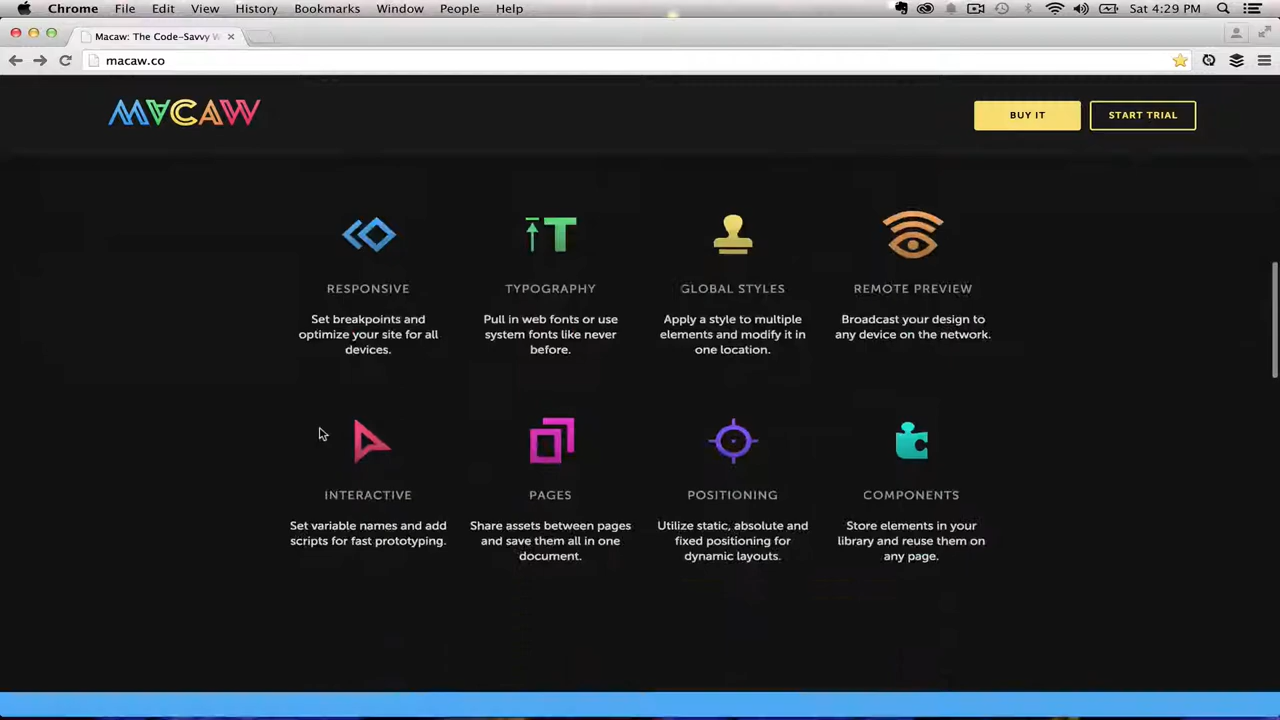 Chrome File Edit View History Bookmarks Window People Help Sat 4:29 PM
Macaw: The Code-Savvy W
macaw.co
MACAW
BUY IT
START TRIAL
RESPONSIVE
Set breakpoints and
optimize your site for all
devices.
TYPOGRAPHY
Pull in web fonts or use
system fonts like never
before.
GLOBAL STYLES
Apply a style to multiple
elements and modify it in
one location.
REMOTE PREVIEW
Broadcast your design to
any device on the network.
INTERACTIVE
Set variable names and add
scripts for fast prototyping.
PAGES
Share assets between pages
and save them all in one
document.
POSITIONING
Utilize static, absolute and
fixed positioning for
dynamic layouts.
COMPONENTS
Store elements in your
library and reuse them on
any page.